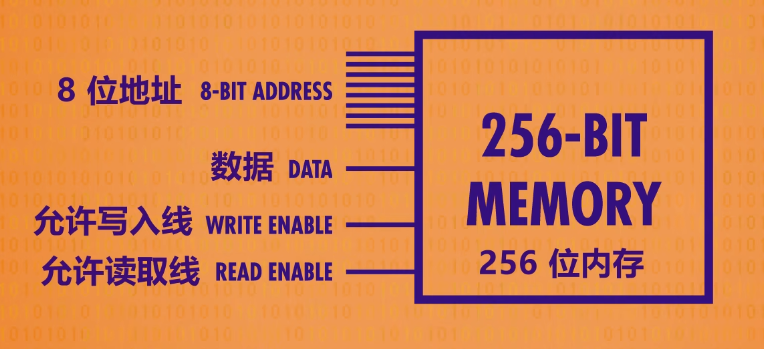 8 位地址 8-BIT ADDRESS
数据 DATA
允许写入线 WRITE ENABLE
允许读取线 READ ENABLE
256-BIT
MEMORY
256 位内存